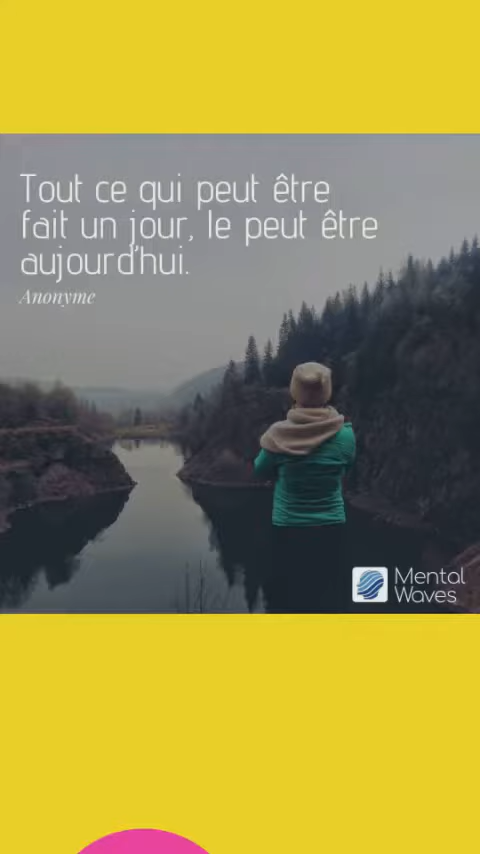 Tout ce qui peut être
fait un jour, le peut être
aujourd'hui.
Anonyme
Mental
Waves